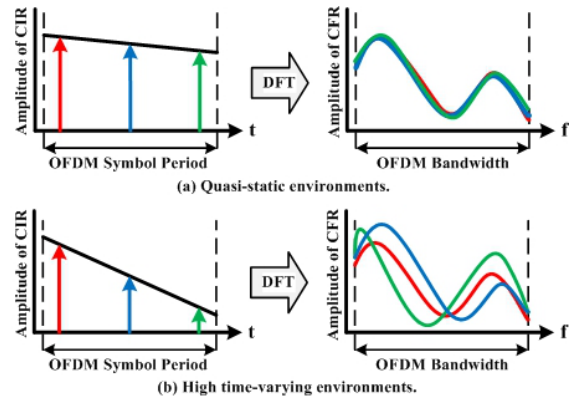 Amplitude of CIR
t
OFDM Symbol Period
DFT
Amplitude of CFR
f
OFDM Bandwidth
(a) Quasi-static environments.
Amplitude of CIR
t
OFDM Symbol Period
DFT
Amplitude of CFR
f
OFDM Bandwidth
(b) High time-varying environments.